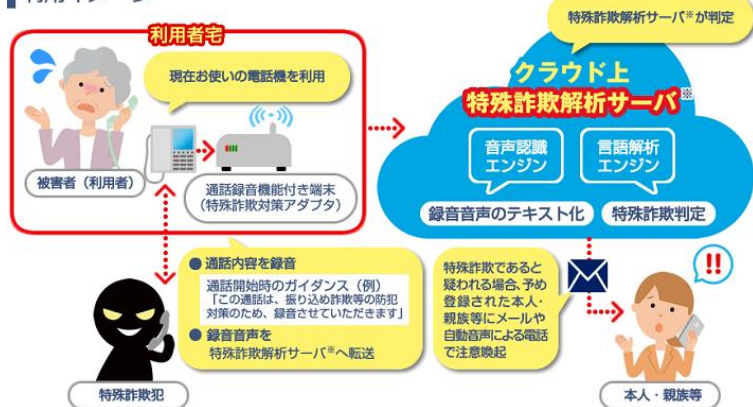 利用者宅
現在お使いの電話機を利用
被害者（利用者）
通話録音機能付き端末
（特殊詐欺対策アダプタ）
特殊詐欺解析サーバ※が判定
クラウド上
特殊詐欺解析サーバ※
音声認識
エンジン
言語解析
エンジン
録音音声のテキスト化
特殊詐欺判定
● 通話内容を録音
通話開始時のガイダンス（例）
「この通話は、振り込め詐欺等の防犯
対策のため、録音させていただきます」
● 録音音声を
特殊詐欺解析サーバ※へ転送
特殊詐欺であると
疑われる場合、予め
登録された本人・
親族等にメールや
自動音声による電話
で注意喚起
!!
特殊詐欺犯
本人・親族等